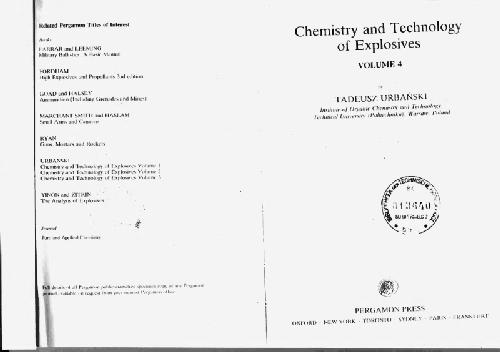 Related Pergamon Titles of Interest
Books
FARRAR and LEEMING
Military Ballistics: A Basic Manual
FORDHAM
High Explosives and Propellants 2nd edition
GOAD and HALSEY
Ammunition (Including Grenades and Mines)
MARCHANT SMITH and HASLAM
Small Arms and Cannons
RYAN
Guns, Mortars and Rockets
URBANSKI
Chemistry and Technology of Explosives Volume 1
Chemistry and Technology of Explosives Volume 2
Chemistry and Technology of Explosives Volume 3
YINON and ZITRIN
The Analysis of Explosives
Journal
Pure and Applied Chemistry
Full details of all Pergamon publications/free specimen copy of any Pergamon
journal available on request from your nearest Pergamon office.
Chemistry and Technology
of Explosives
VOLUME 4
TADEUSZ URBAŃSKI
Institute of Organic Chemistry and Technology,
Technical University (Politechnika), Warsaw, Poland
PERGAMON PRESS
OXFORD · NEW YORK · TORONTO · SYDNEY · PARIS · FRANKFURT